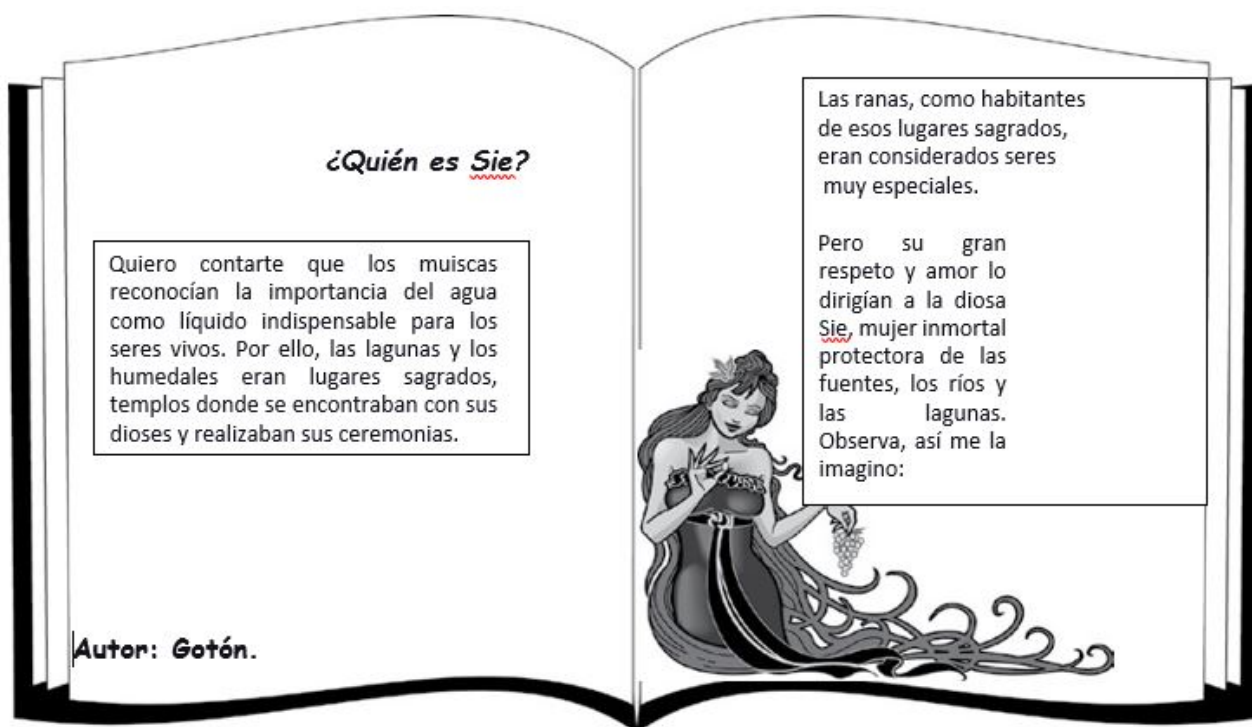 ¿Quién es Sie?
Quiero contarte que los muiscas
reconocían la importancia del agua
como líquido indispensable para los
seres vivos. Por ello, las lagunas y los
humedales eran lugares sagrados,
templos donde se encontraban con sus
dioses y realizaban sus ceremonias.
Autor: Gotón.
Las ranas, como habitantes
de esos lugares sagrados,
eran considerados seres
muy especiales.
Pero su gran
respeto y amor lo
dirigían a la diosa
Sie, mujer inmortal
protectora de las
fuentes, los ríos y
las lagunas.
Observa, así me la
imagino: